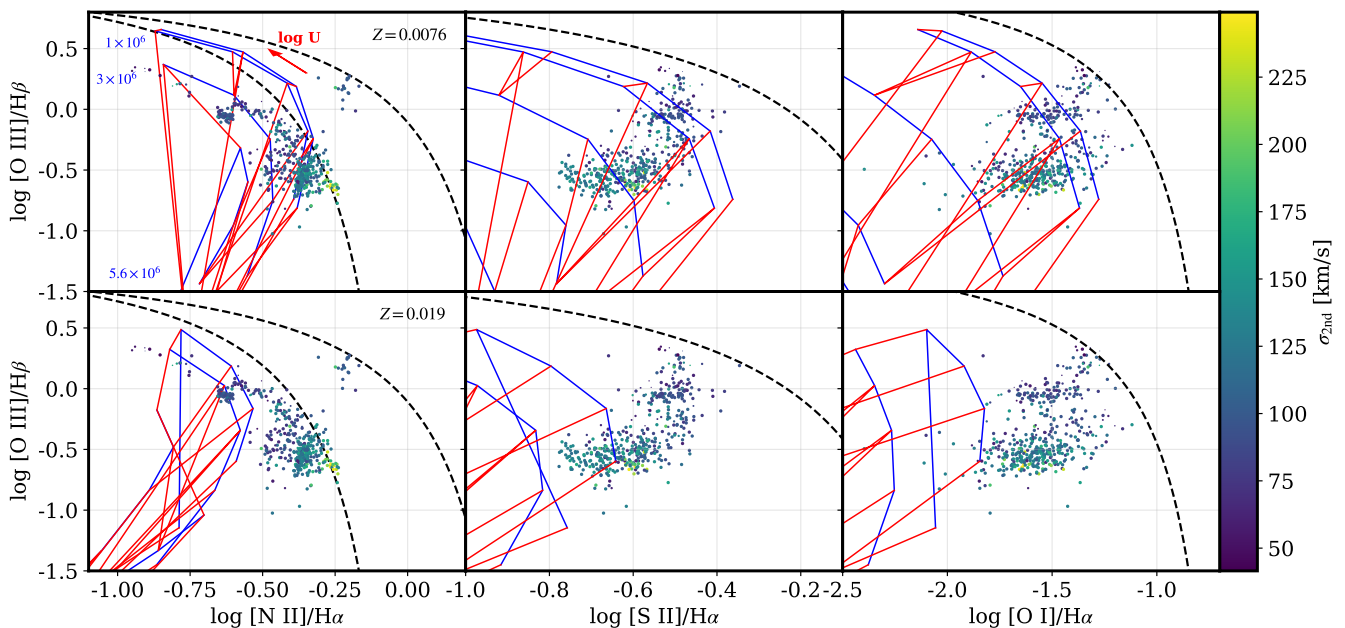 log U
Z = 0.0076
1 × 10⁶
3 × 10⁶
5.6 × 10⁶
0.5
0.0
-0.5
-1.0
-1.5
log [O III]/Hβ
Z = 0.019
0.5
0.0
-0.5
-1.0
-1.5
log [O III]/Hβ
-1.00 -0.75 -0.50 -0.25 0.00
log [N II]/Hα
-1.0 -0.8 -0.6 -0.4 -0.2
log [S II]/Hα
-2.5 -2.0 -1.5 -1.0
log [O I]/Hα
225
200
175
150
125
100
75
50
σ₂ₙd [km/s]